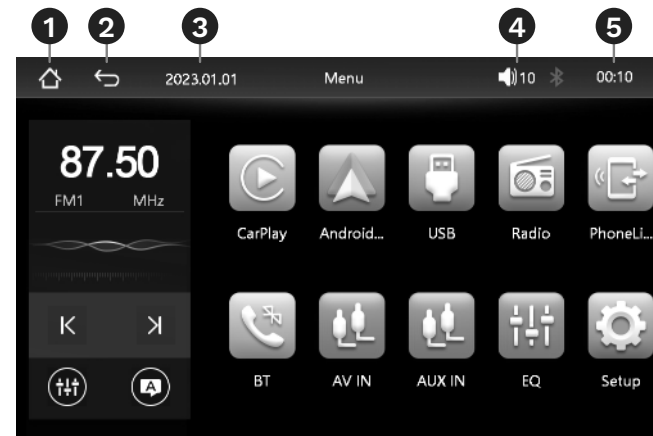 1 2 3 4 5
2023.01.01 Menu 10 00:10
87.50
FM1 MHz
CarPlay Android... USB Radio PhoneLi...
A
BT AV IN AUX IN EQ Setup